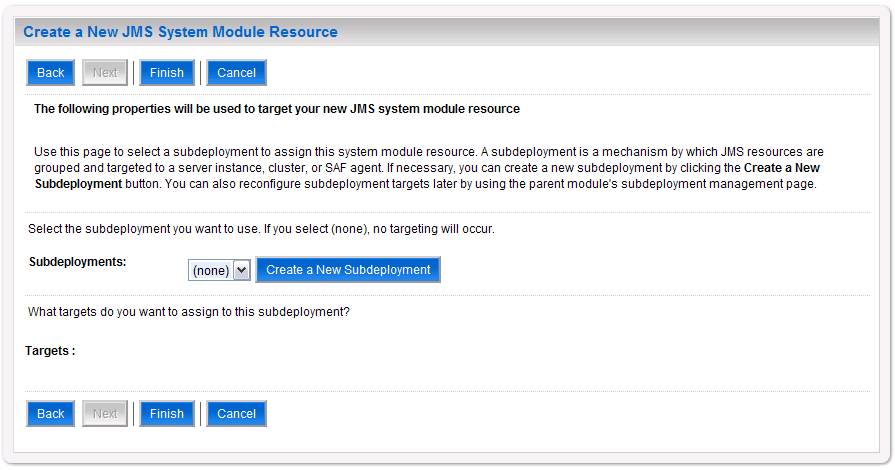 Create a New JMS System Module Resource
Back Next Finish Cancel
The following properties will be used to target your new JMS system module resource
Use this page to select a subdeployment to assign this system module resource. A subdeployment is a mechanism by which JMS resources are
grouped and targeted to a server instance, cluster, or SAF agent. If necessary, you can create a new subdeployment by clicking the Create a New
Subdeployment button. You can also reconfigure subdeployment targets later by using the parent module's subdeployment management page.
Select the subdeployment you want to use. If you select (none), no targeting will occur.
Subdeployments: (none) Create a New Subdeployment
What targets do you want to assign to this subdeployment?
Targets :
Back Next Finish Cancel